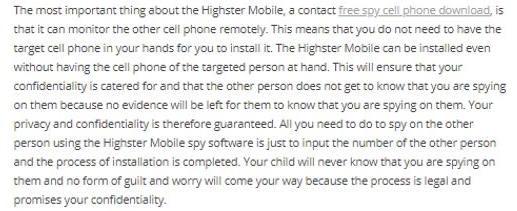 The most important thing about the Highster Mobile, a contact free spy cell phone download, is
that it can monitor the other cell phone remotely. This means that you do not need to have the
target cell phone in your hands for you to install it. The Highster Mobile can be installed even
without having the cell phone of the targeted person at hand. This will ensure that your
confidentiality is catered for and that the other person does not get to know that you are spying
on them because no evidence will be left for them to know that you are spying on them. Your
privacy and confidentiality is therefore guaranteed. All you need to do to spy on the other
person using the Highster Mobile spy software is just to input the number of the other person
and the process of installation is completed. Your child will never know that you are spying on
them and no form of guilt and worry will come your way because the process is legal and
promises your confidentiality.